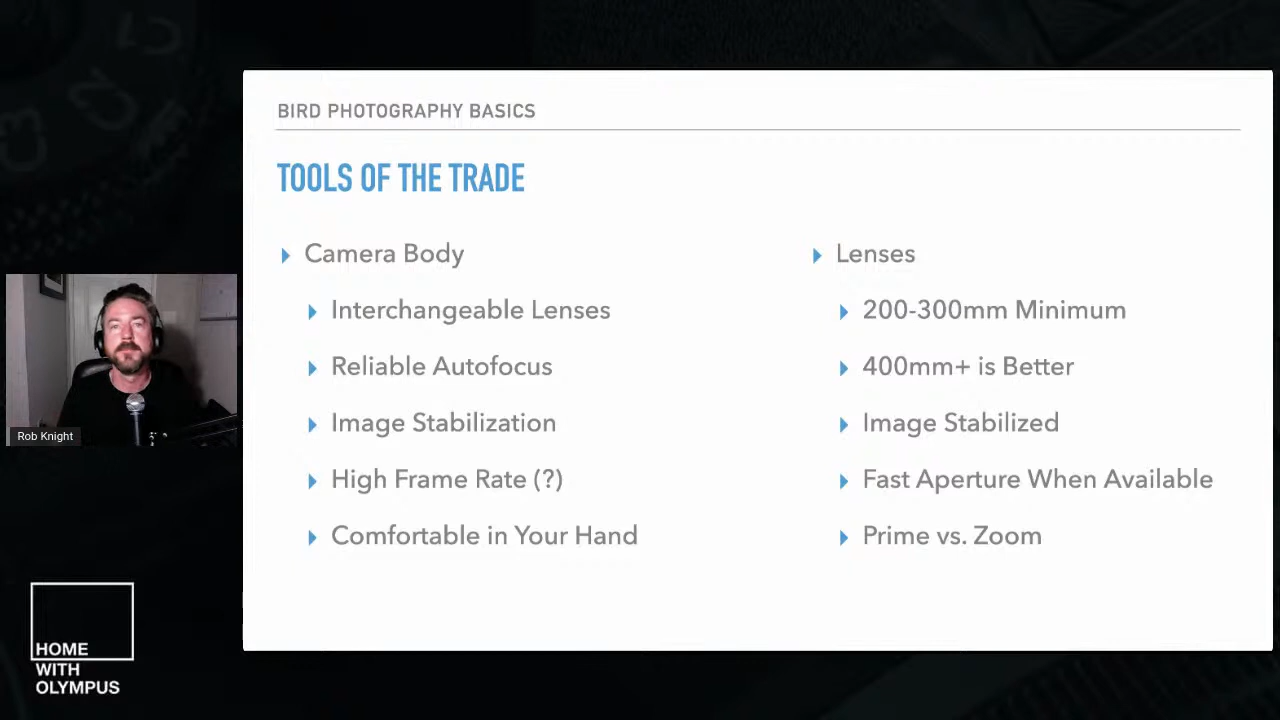 BIRD PHOTOGRAPHY BASICS
TOOLS OF THE TRADE
Camera Body
Interchangeable Lenses
Reliable Autofocus
Image Stabilization
High Frame Rate (?)
Comfortable in Your Hand
Lenses
200-300mm Minimum
400mm+ is Better
Image Stabilized
Fast Aperture When Available
Prime vs. Zoom
Rob Knight
HOME
WITH
OLYMPUS